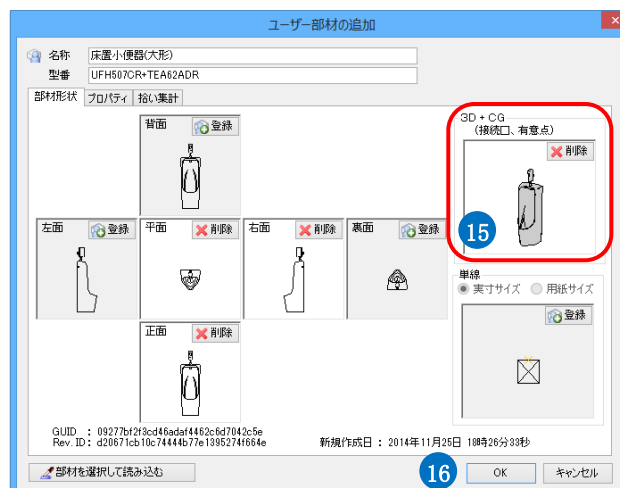 ユーザー部材の追加
×
名称 床置小便器(大形)
型番 UFH507CR+TEA62ADR
部材形状 プロパティ 拾い集計
背面 登録
3D + CG
(接続口、有意点)
削除
15
左面 登録 平面 削除 右面 削除 裏面 登録
単線
実寸サイズ 用紙サイズ
登録
正面 削除
GUID : 09277bf2f3cd46adaf4462c6d7042c5e
Rev. ID : d20671cb10c74444b77e1395274f664e 新規作成日 : 2014年11月25日 18時26分33秒
部材を選択して読み込む 16 OK キャンセル